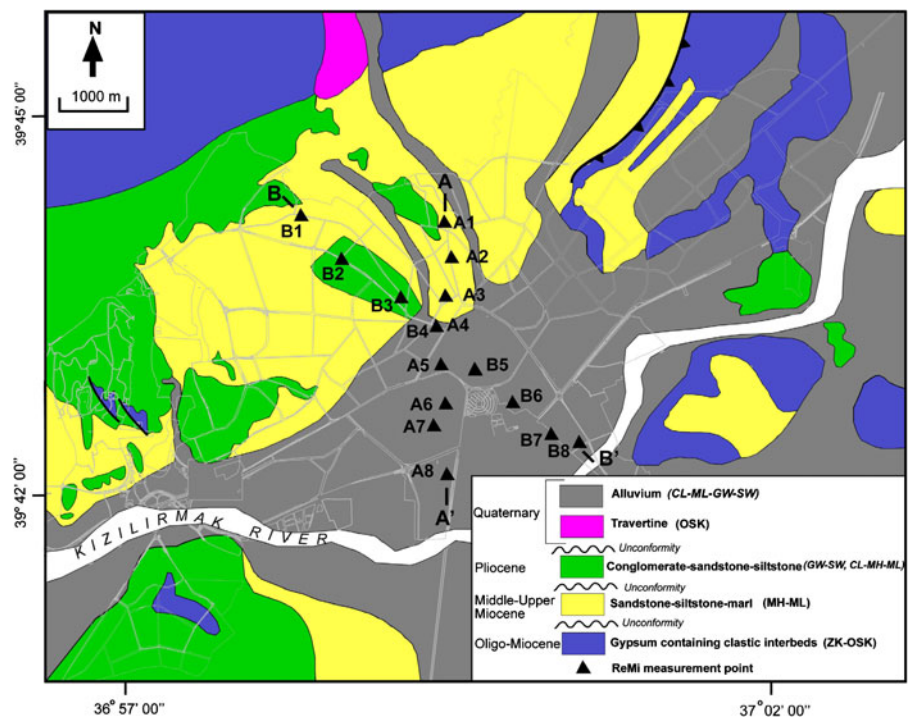 N
1000 m
39° 45' 00"
39° 42' 00"
A
B
A1
B1
A2
B2
A3
B3
B4 A4
A5
B5
A6
B6
A7
B7
B8
B'
A8
A'
KIZILIRMAK RIVER
Quaternary
Alluvium (CL-ML-GW-SW)
Travertine (OSK)
Unconformity
Pliocene
Conglomerate-sandstone-siltstone (GW-SW, CL-MH-ML)
Unconformity
Middle-Upper
Miocene
Sandstone-siltstone-marl (MH-ML)
Unconformity
Oligo-Miocene
Gypsum containing clastic interbeds (ZK-OSK)
ReMi measurement point
36° 57' 00"
37° 02' 00"